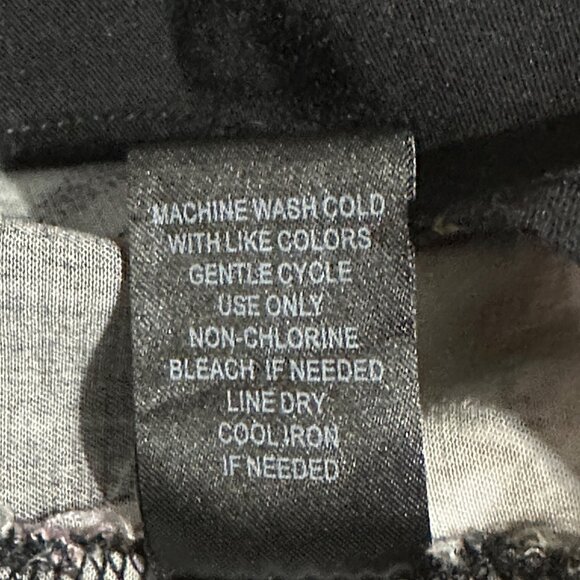 MACHINE WASH COLD
WITH LIKE COLORS
GENTLE CYCLE
USE ONLY
NON-CHLORINE
BLEACH IF NEEDED
LINE DRY
COOL IRON
IF NEEDED